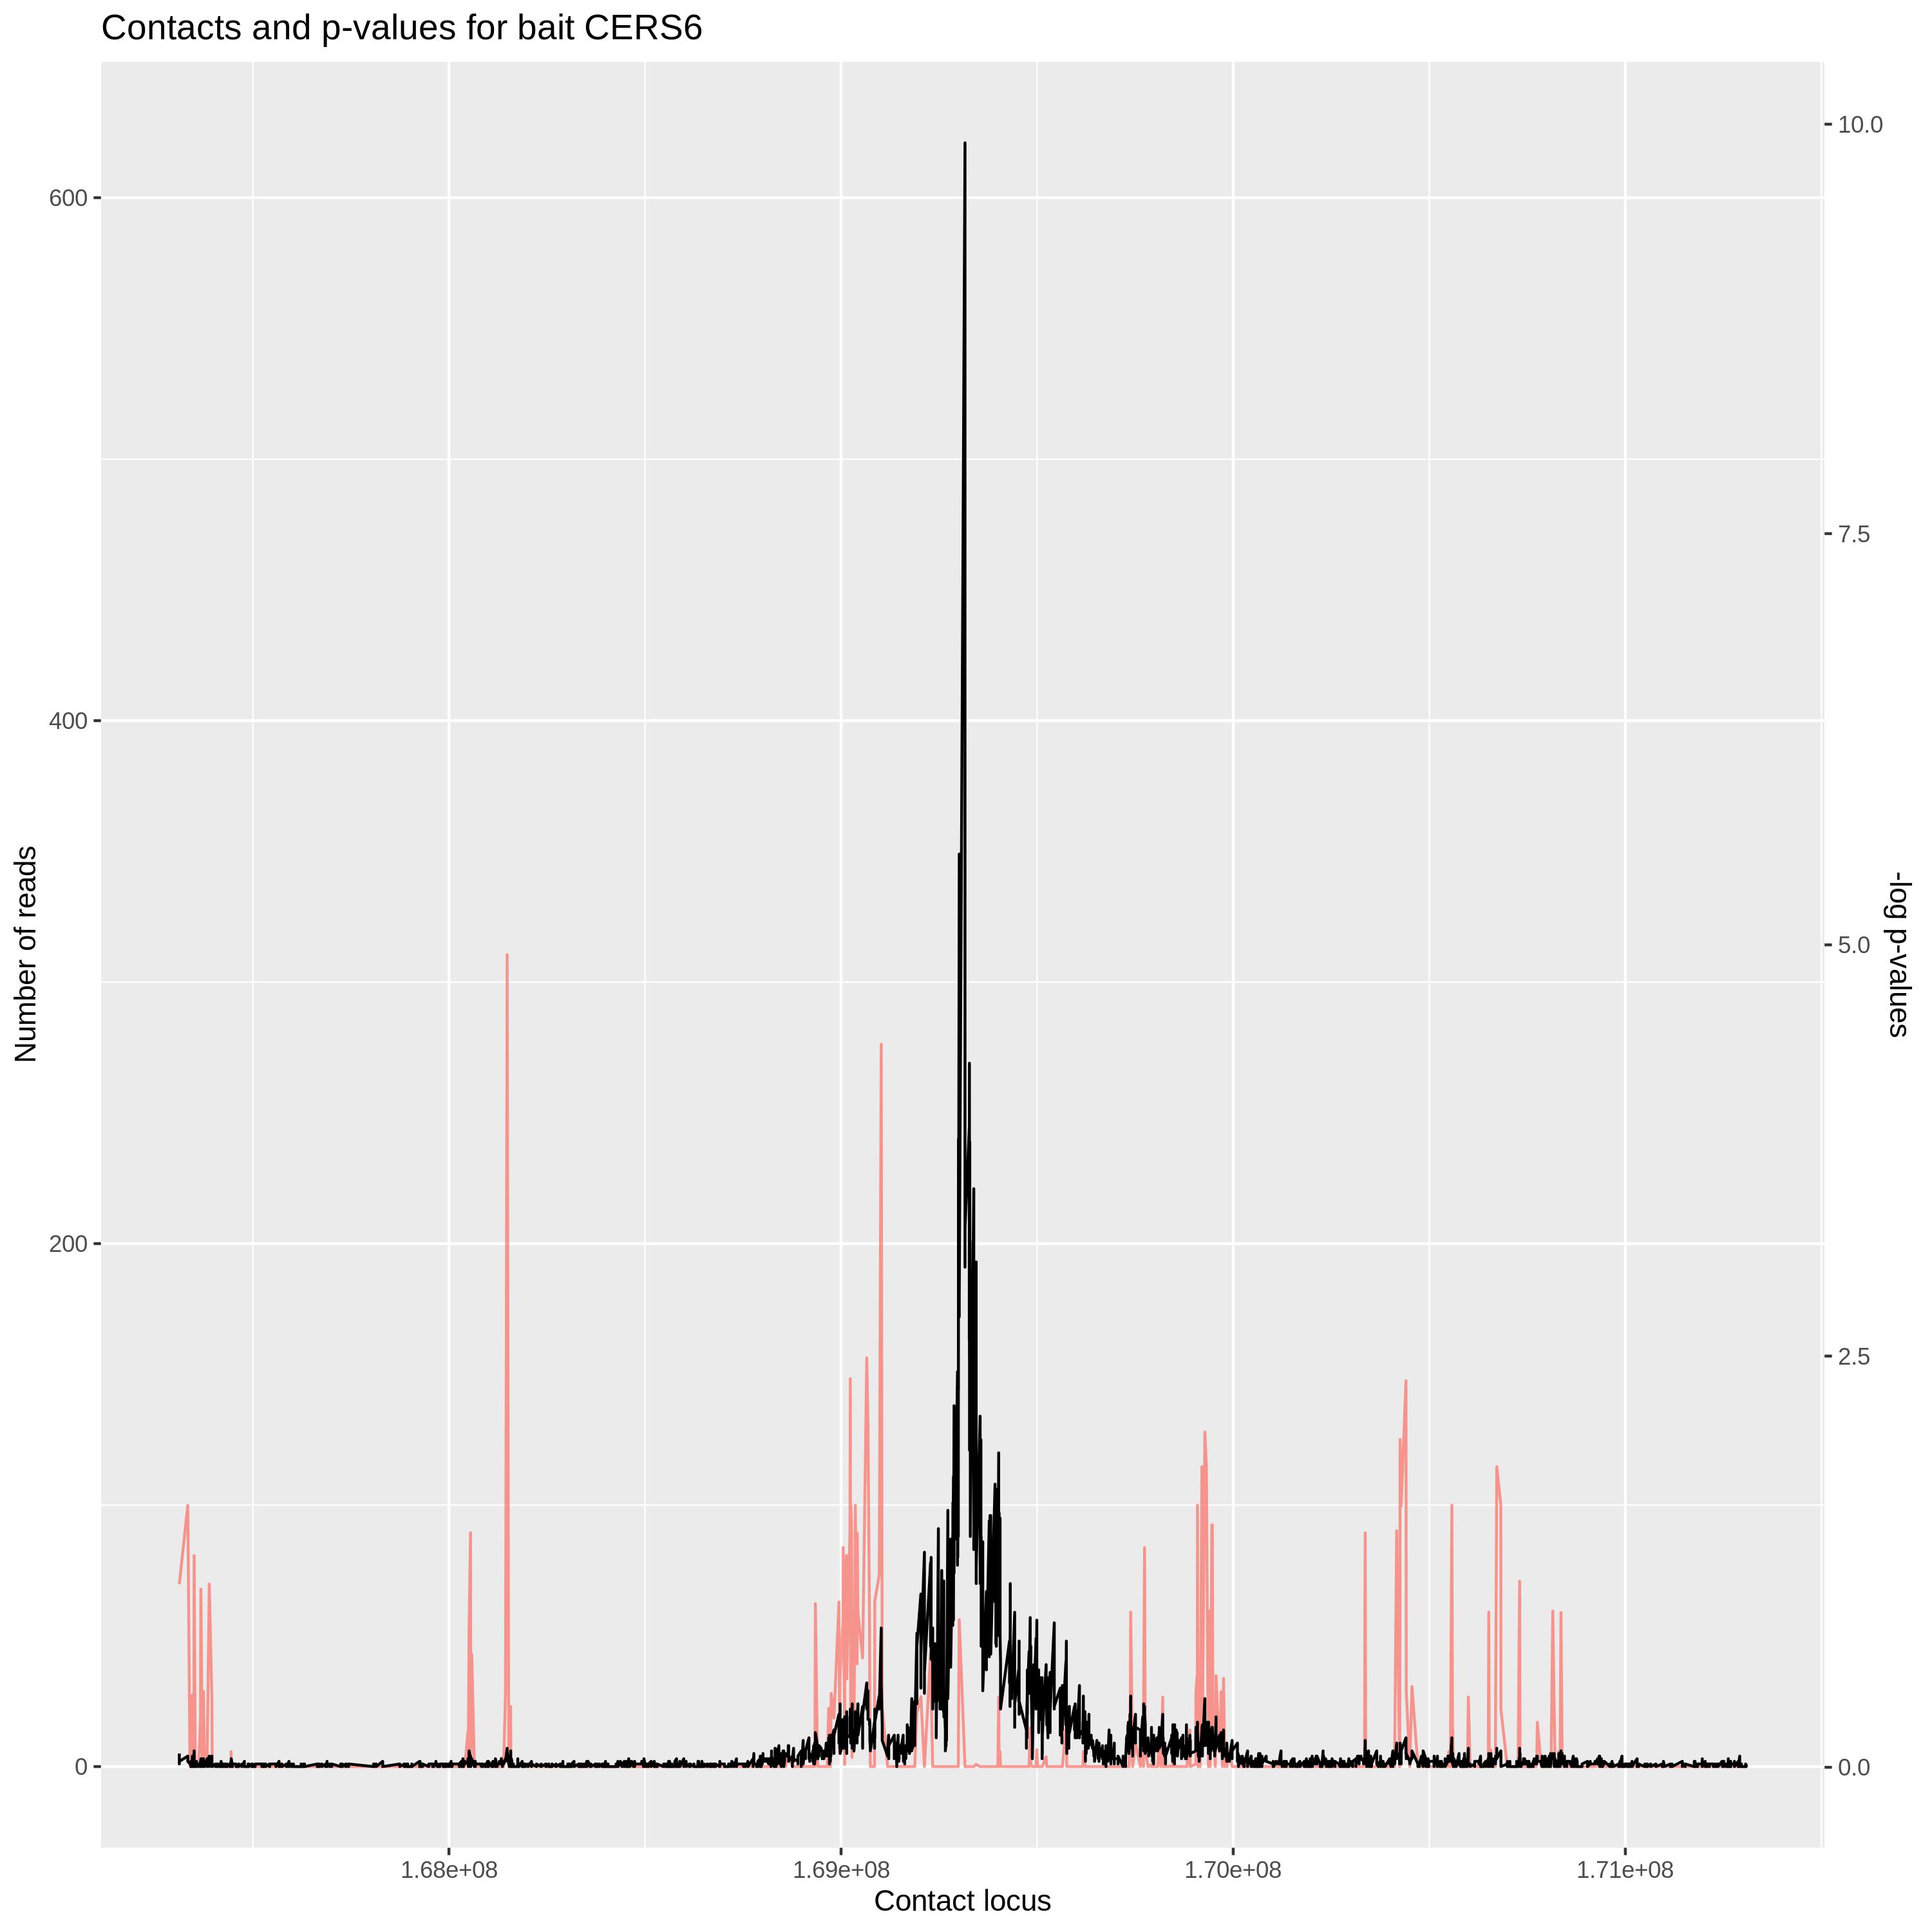 Contacts and p-values for bait CERS6
Number of reads
600
400
200
0
10.0
7.5
5.0
2.5
0.0
-log p-values
1.68e+08
1.69e+08
1.70e+08
1.71e+08
Contact locus